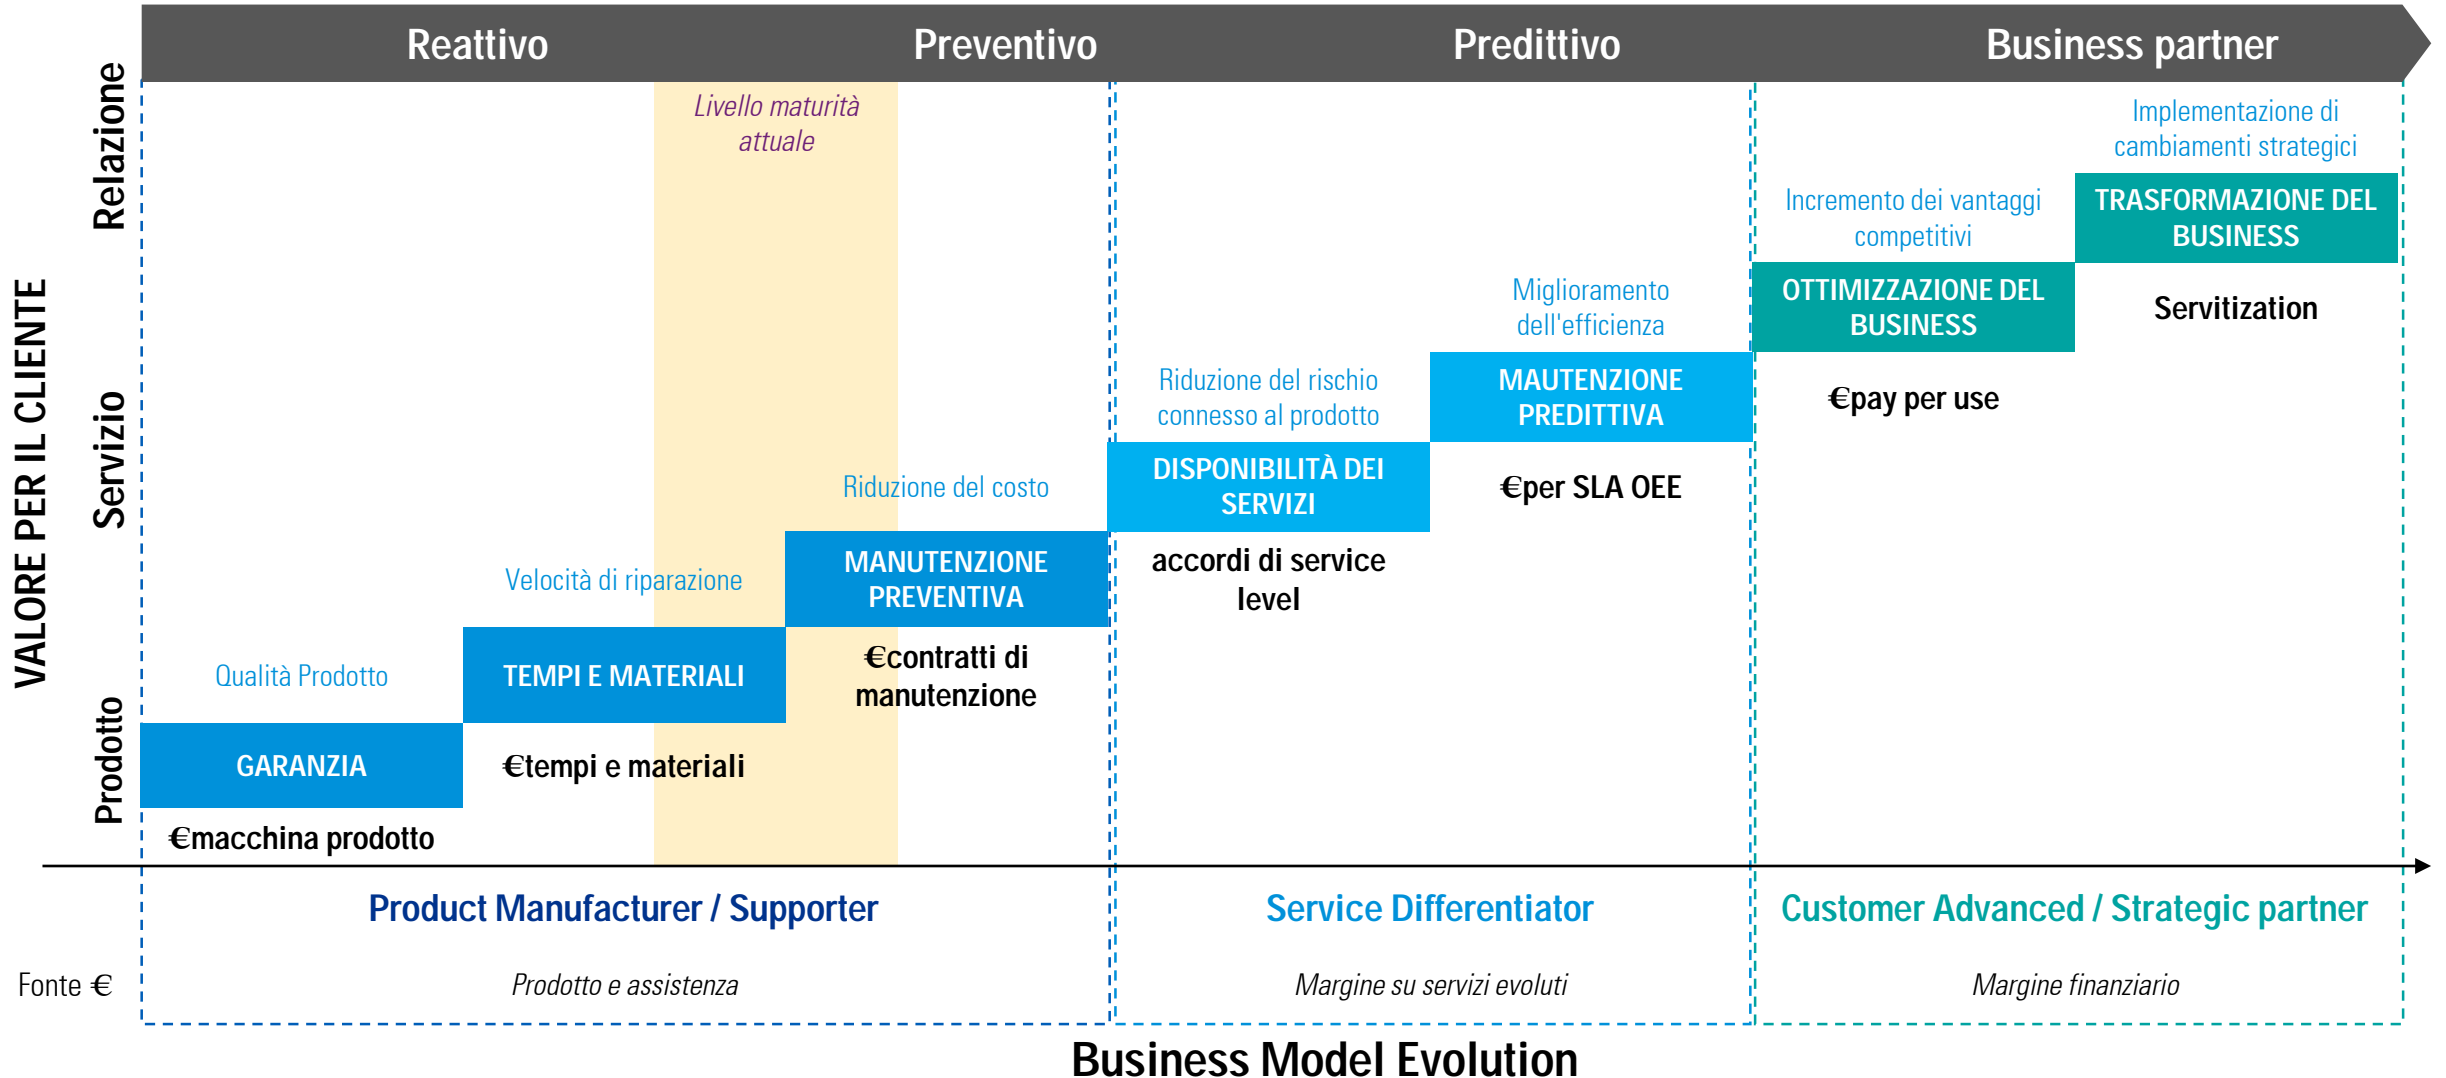 Reattivo
Preventivo
Predittivo
Business partner
VALORE PER IL CLIENTE
Relazione
Servizio
Prodotto
Livello maturità
attuale
Implementazione di
cambiamenti strategici
TRASFORMAZIONE DEL
BUSINESS
Servitization
Incremento dei vantaggi
competitivi
OTTIMIZZAZIONE DEL
BUSINESS
€pay per use
Miglioramento
dell'efficienza
MAUTENZIONE
PREDITTIVA
€per SLA OEE
Riduzione del rischio
connesso al prodotto
DISPONIBILITÀ DEI
SERVIZI
accordi di service
level
Riduzione del costo
MANUTENZIONE
PREVENTIVA
€contratti di
manutenzione
Velocità di riparazione
TEMPI E MATERIALI
€tempi e materiali
Qualità Prodotto
GARANZIA
€macchina prodotto
Product Manufacturer / Supporter
Service Differentiator
Customer Advanced / Strategic partner
Fonte €
Prodotto e assistenza
Margine su servizi evoluti
Margine finanziario
Business Model Evolution